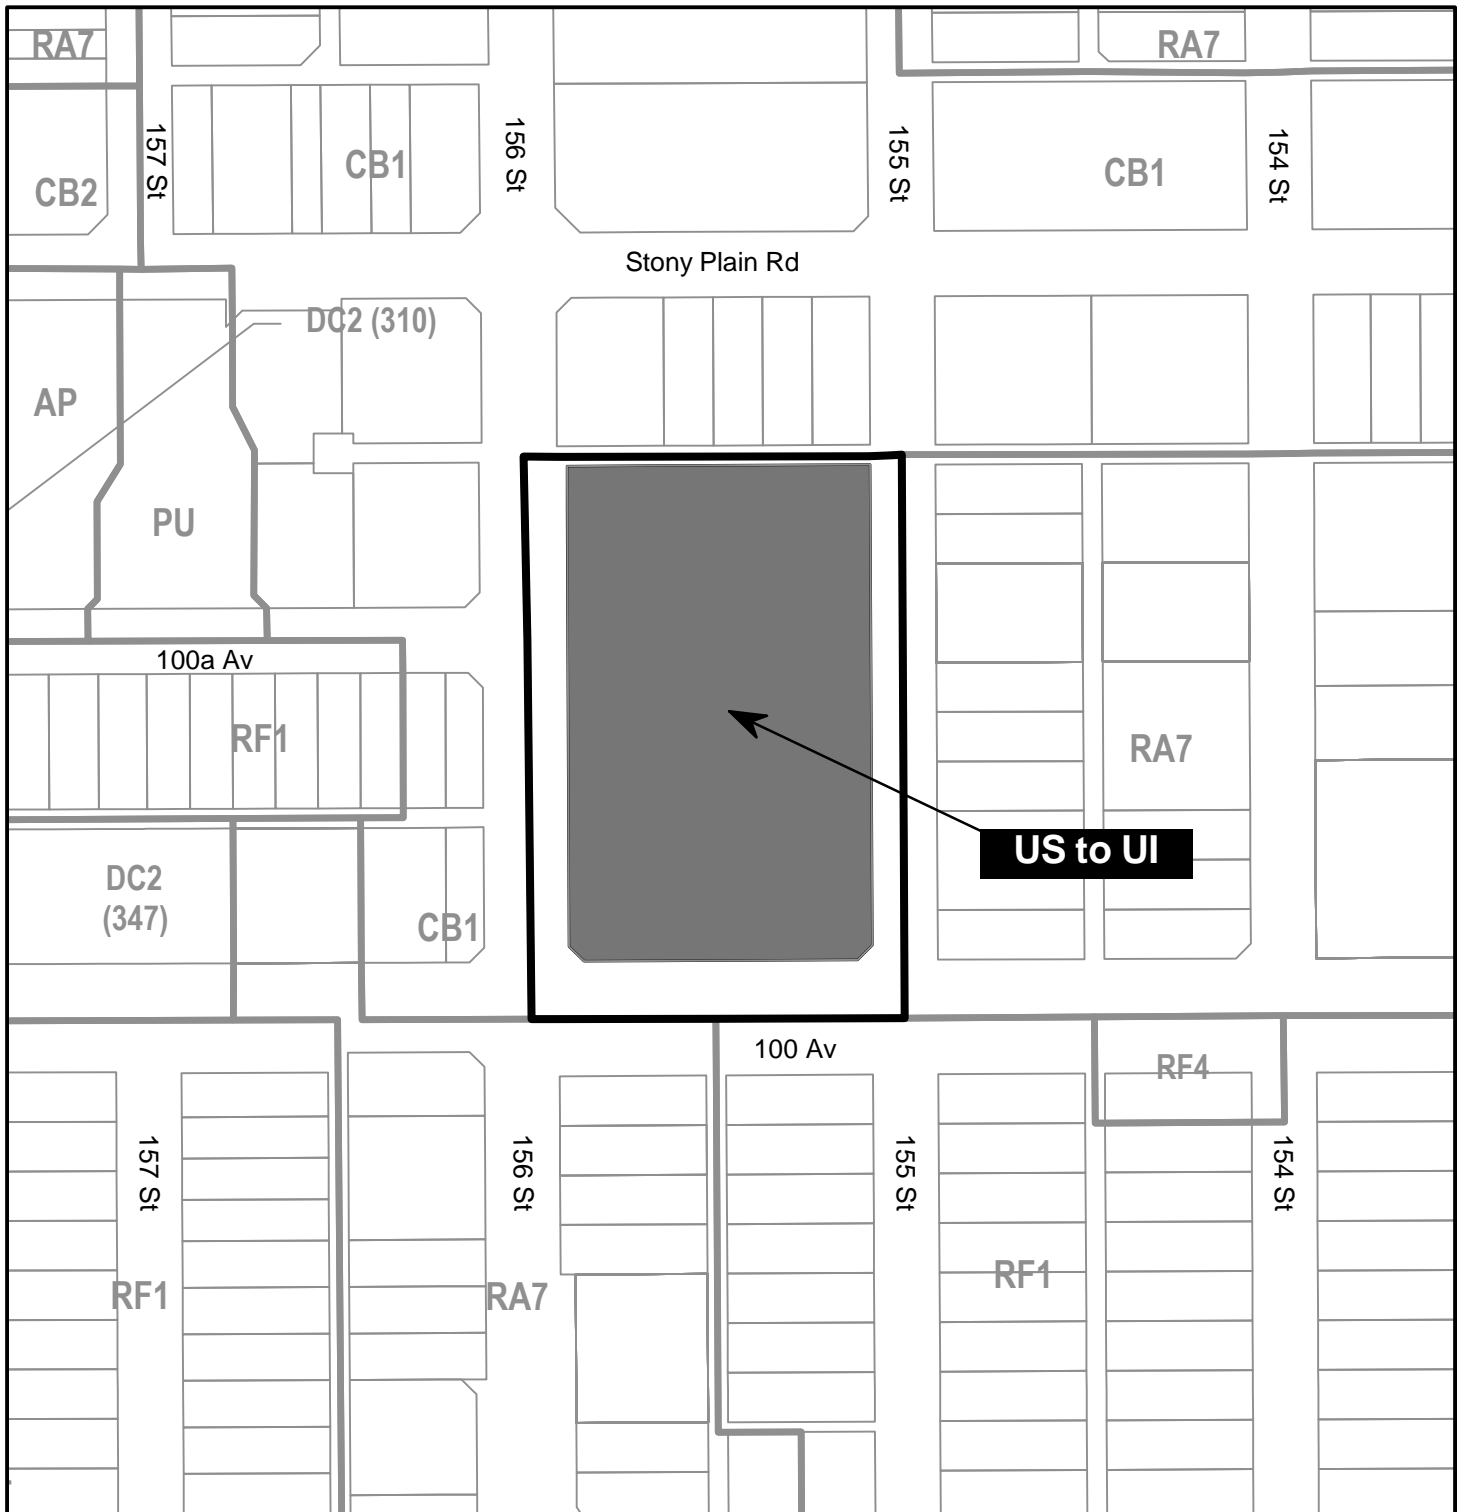 RA7
RA7
157 St
CB1
156 St
155 St
CB1
154 St
CB2
Stony Plain Rd
DC2 (310)
AP
PU
100a Av
RF1
RA7
US to UI
DC2
(347)
CB1
100 Av
RF4
157 St
156 St
155 St
154 St
RF1
RA7
RF1